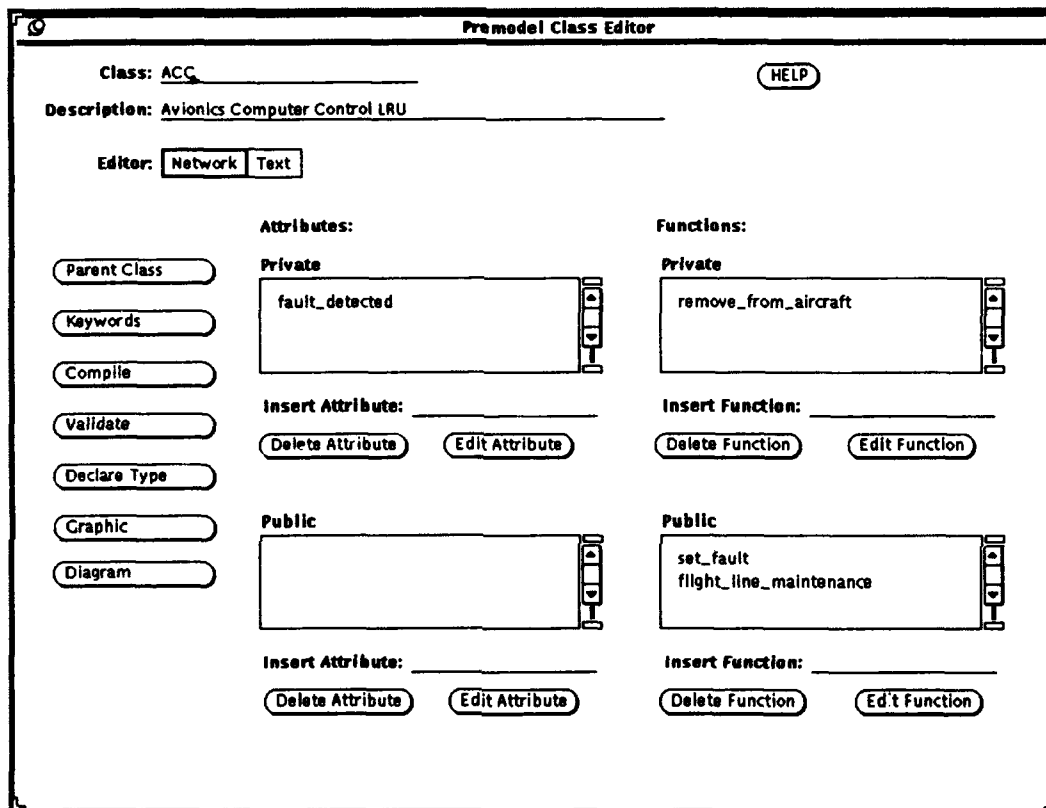 Premodel Class Editor
Class: ACC
HELP
Description: Avionics Computer Control LRU
Editor: Network Text
Attributes: Functions:
Parent Class
Keywords
Compile
Validate
Declare Type
Graphic
Diagram
Private
fault_detected
Insert Attribute:
Delete Attribute Edit Attribute
Private
remove_from_aircraft
Insert Function:
Delete Function Edit Function
Public
Insert Attribute:
Delete Attribute Edit Attribute
Public
set_fault
flight_line_maintenance
Insert Function:
Delete Function Edit Function